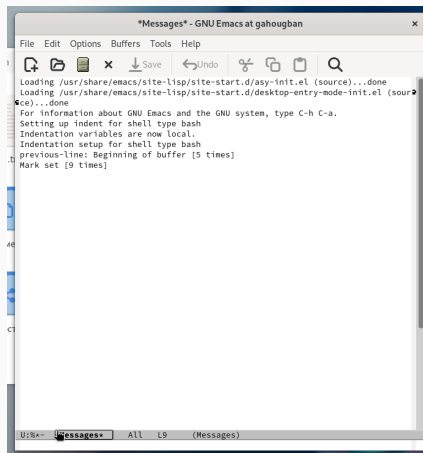 *Messages* - GNU Emacs at gahougban
File Edit Options Buffers Tools Help
Save Undo
Loading /usr/share/emacs/site-lisp/site-start.d/asy-init.el (source)...done
Loading /usr/share/emacs/site-lisp/site-start.d/desktop-entry-mode-init.el (sour
ce)...done
For information about GNU Emacs and the GNU system, type C-h C-a.
Setting up indent for shell type bash
Indentation variables are now local.
Indentation setup for shell type bash
previous-line: Beginning of buffer [5 times]
Mark set [9 times]
U:%*- *Messages* All L9 (Messages)